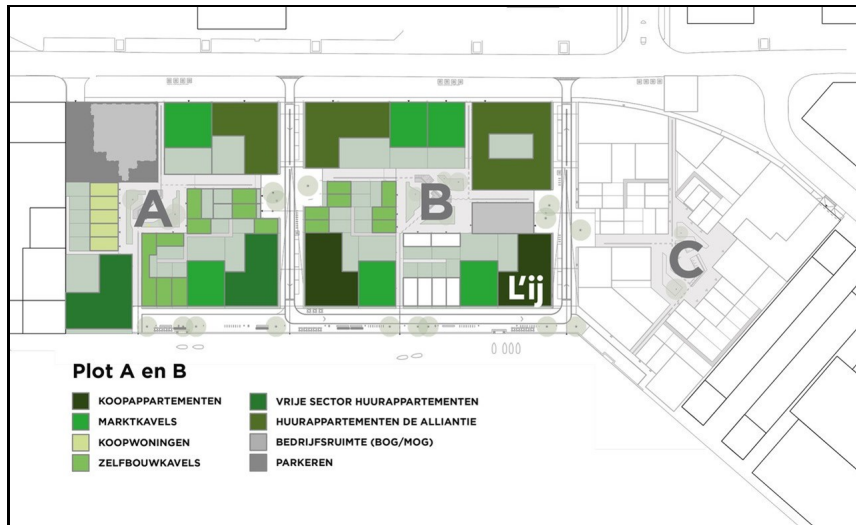 A
B
C
L'ij
Plot A en B
KOOPAPPARTEMENTEN
MARKTKAVELS
KOOPWONINGEN
ZELFBOUWKAVELS
VRIJE SECTOR HUURAPPARTEMENTEN
HUURAPPARTEMENTEN DE ALLIANTIE
BEDRIJFSRUIMTE (BOG/MOG)
PARKEREN